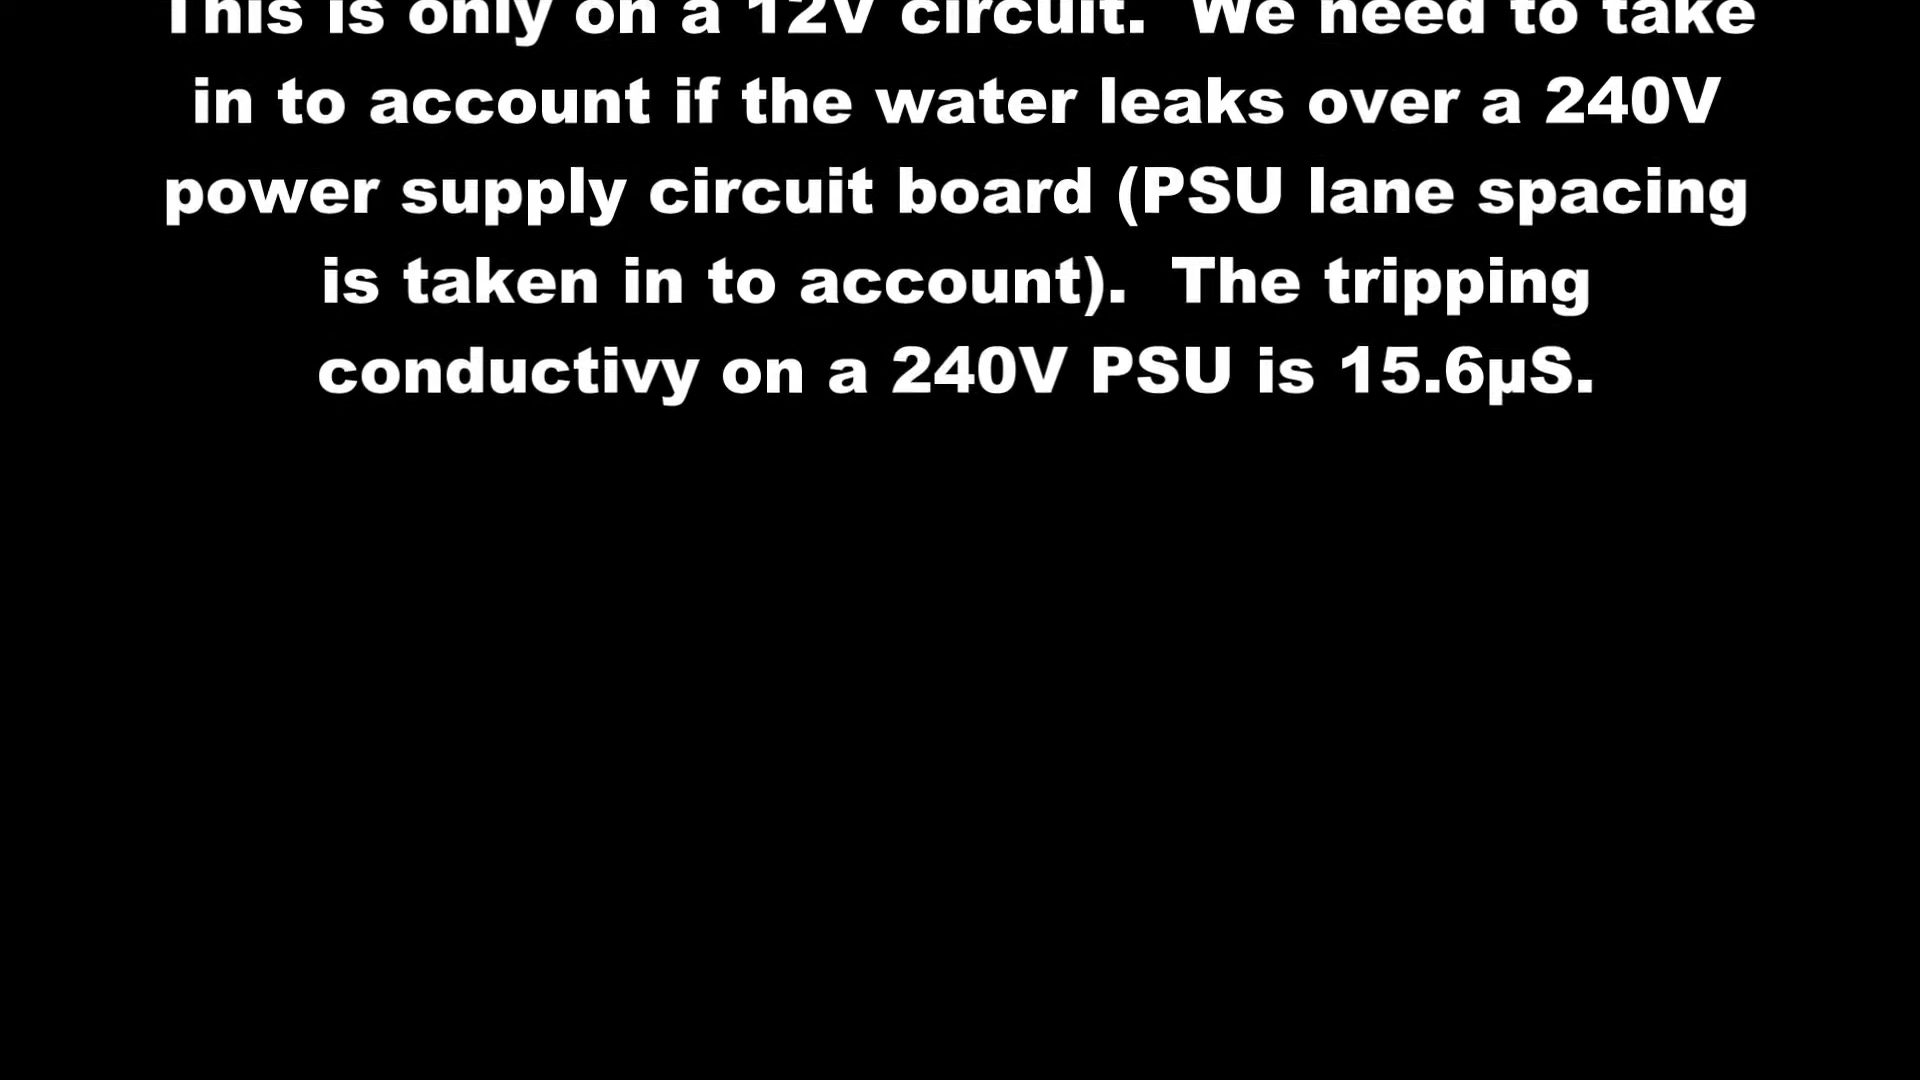 This is only on a 12V circuit.  We need to take
in to account if the water leaks over a 240V
power supply circuit board (PSU lane spacing
is taken in to account).  The tripping
conductivy on a 240V PSU is 15.6µS.